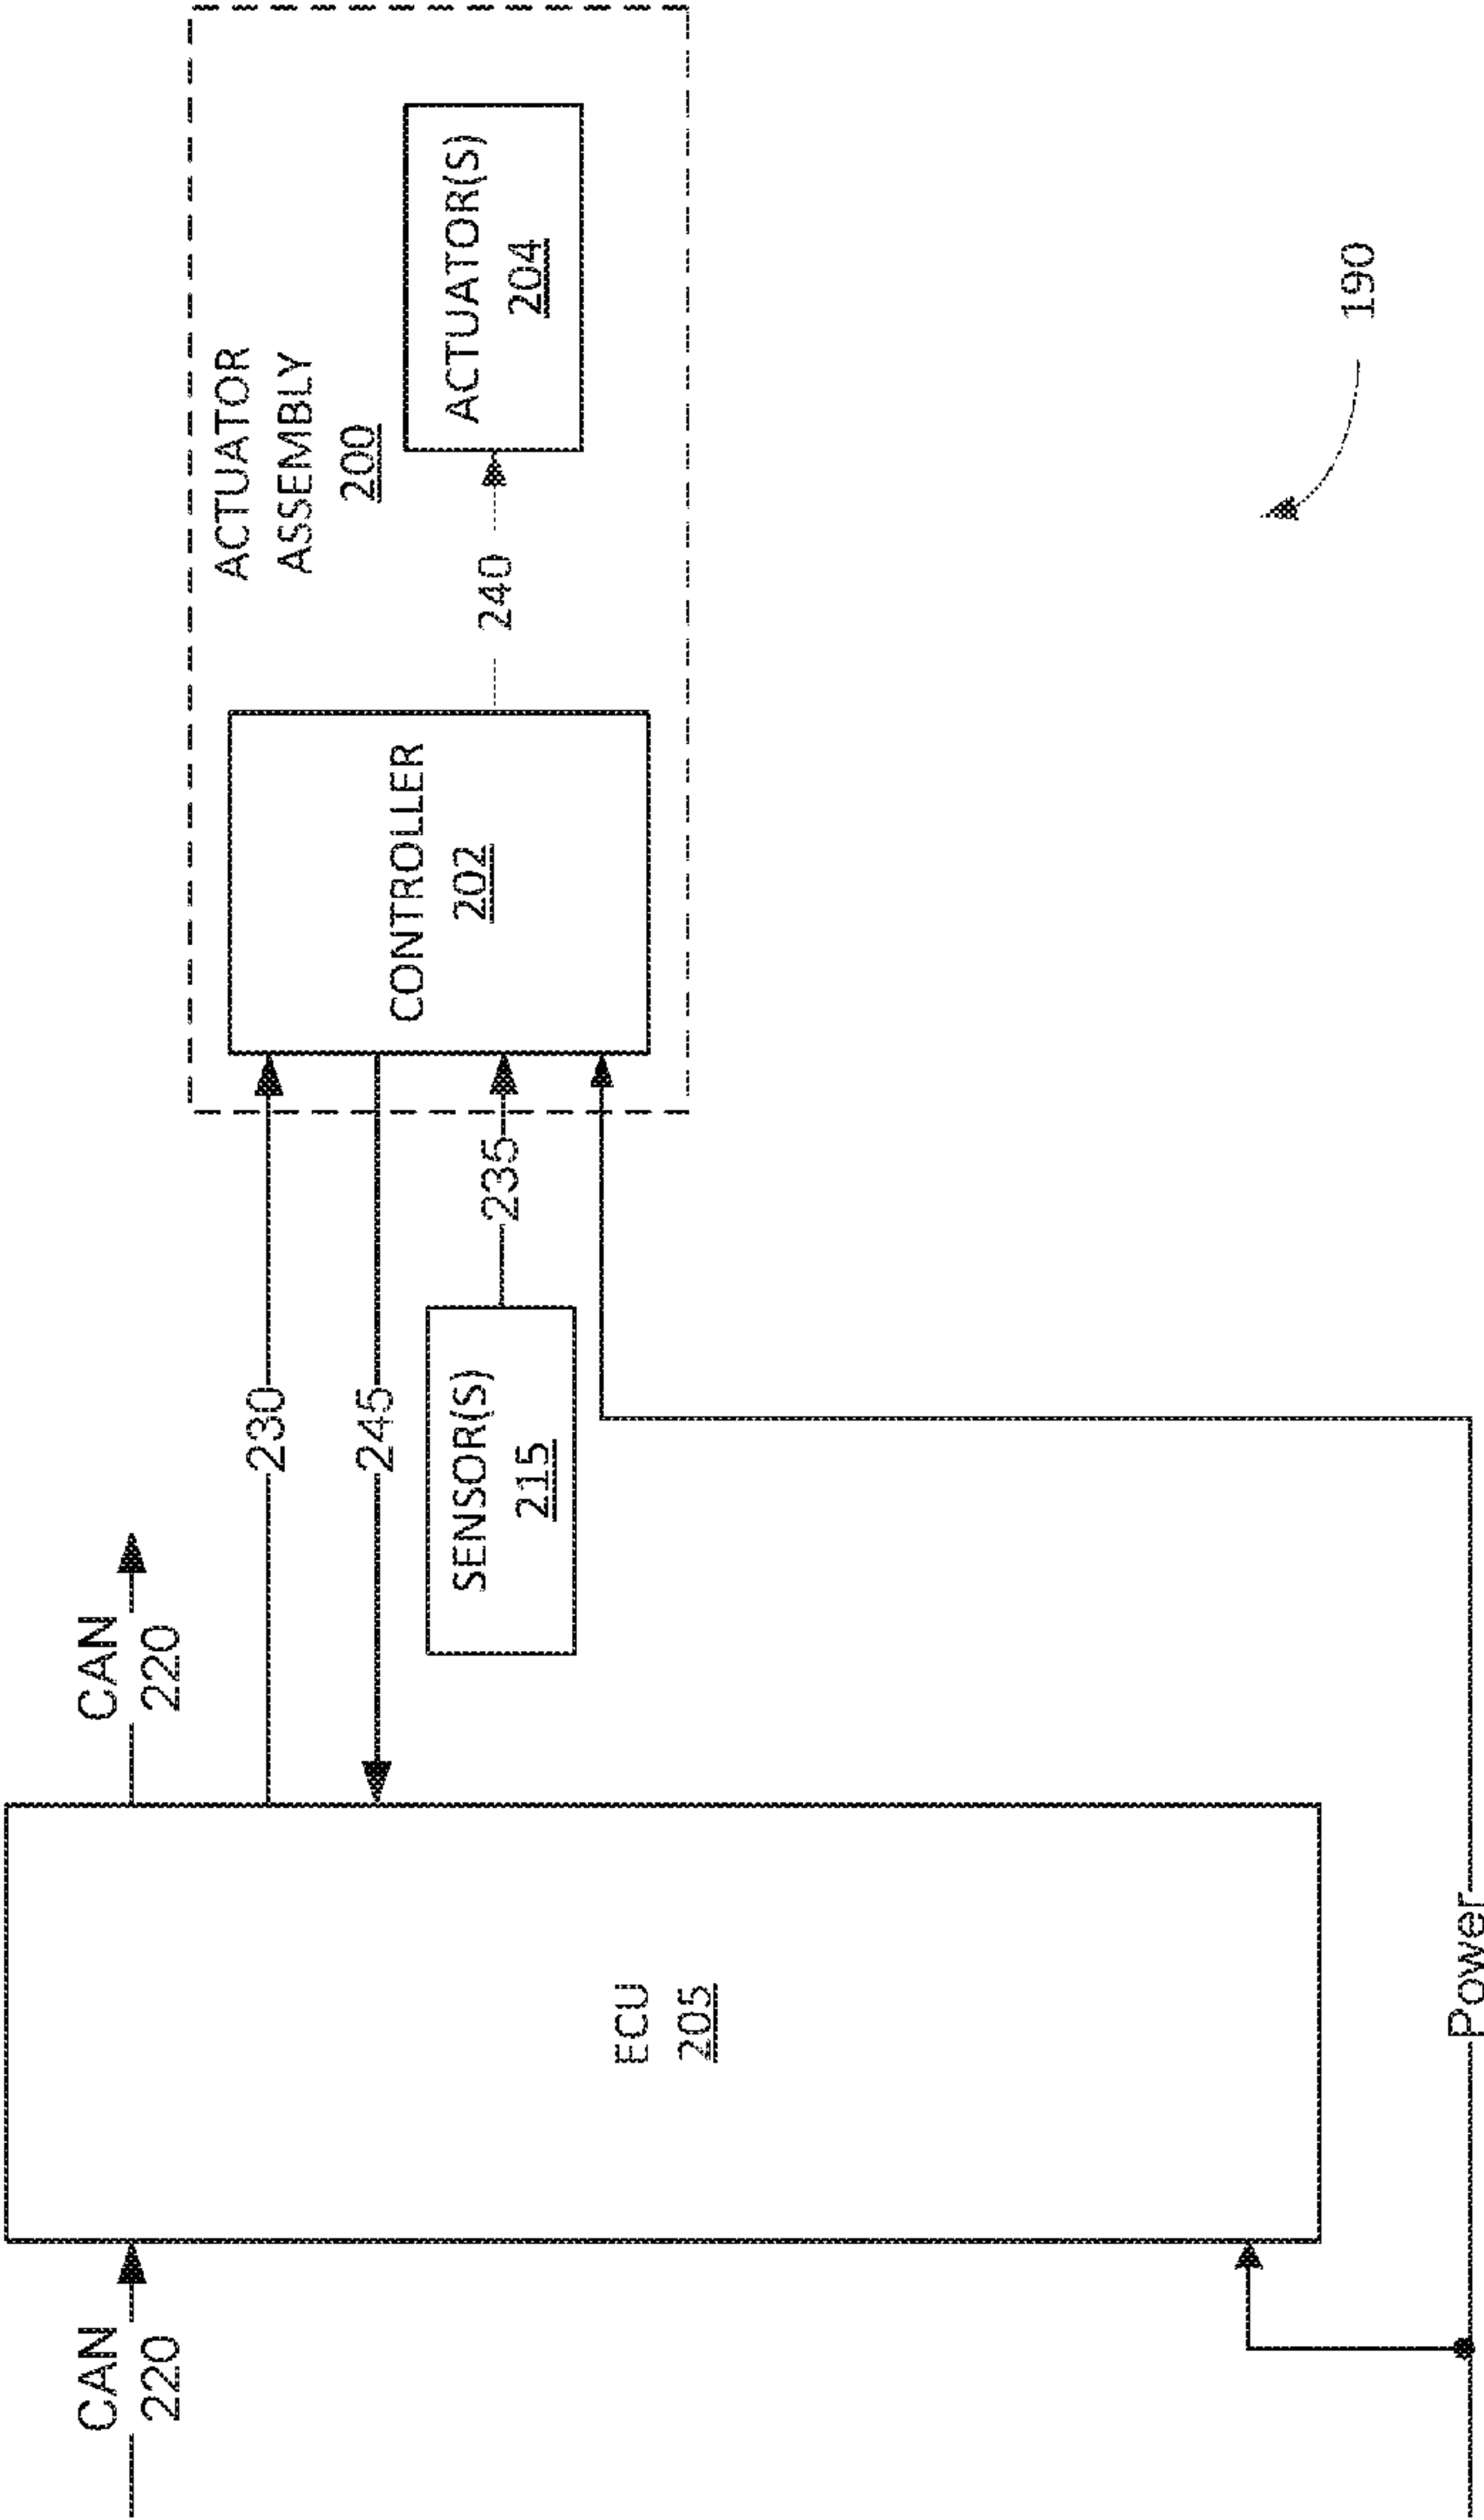 CAN
220
ECU
205
Power
CAN
220
230
245
SENSOR(S)
215
235
CONTROLLER
202
240
ACTUATOR
ASSEMBLY
200
ACTUATOR(S)
204
190